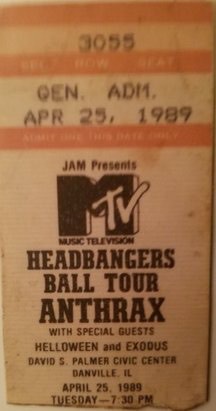 3055
SECT ROW SEAT
GEN. ADM.
APR 25, 1989
ADMIT ONE THIS DATE ONLY
JAM Presents
MTV
MUSIC TELEVISION
HEADBANGERS
BALL TOUR
ANTHRAX
WITH SPECIAL GUESTS
HELLOWEEN and EXODUS
DAVID S. PALMER CIVIC CENTER
DANVILLE, IL
APRIL 25, 1989
TUESDAY—7:30 PM